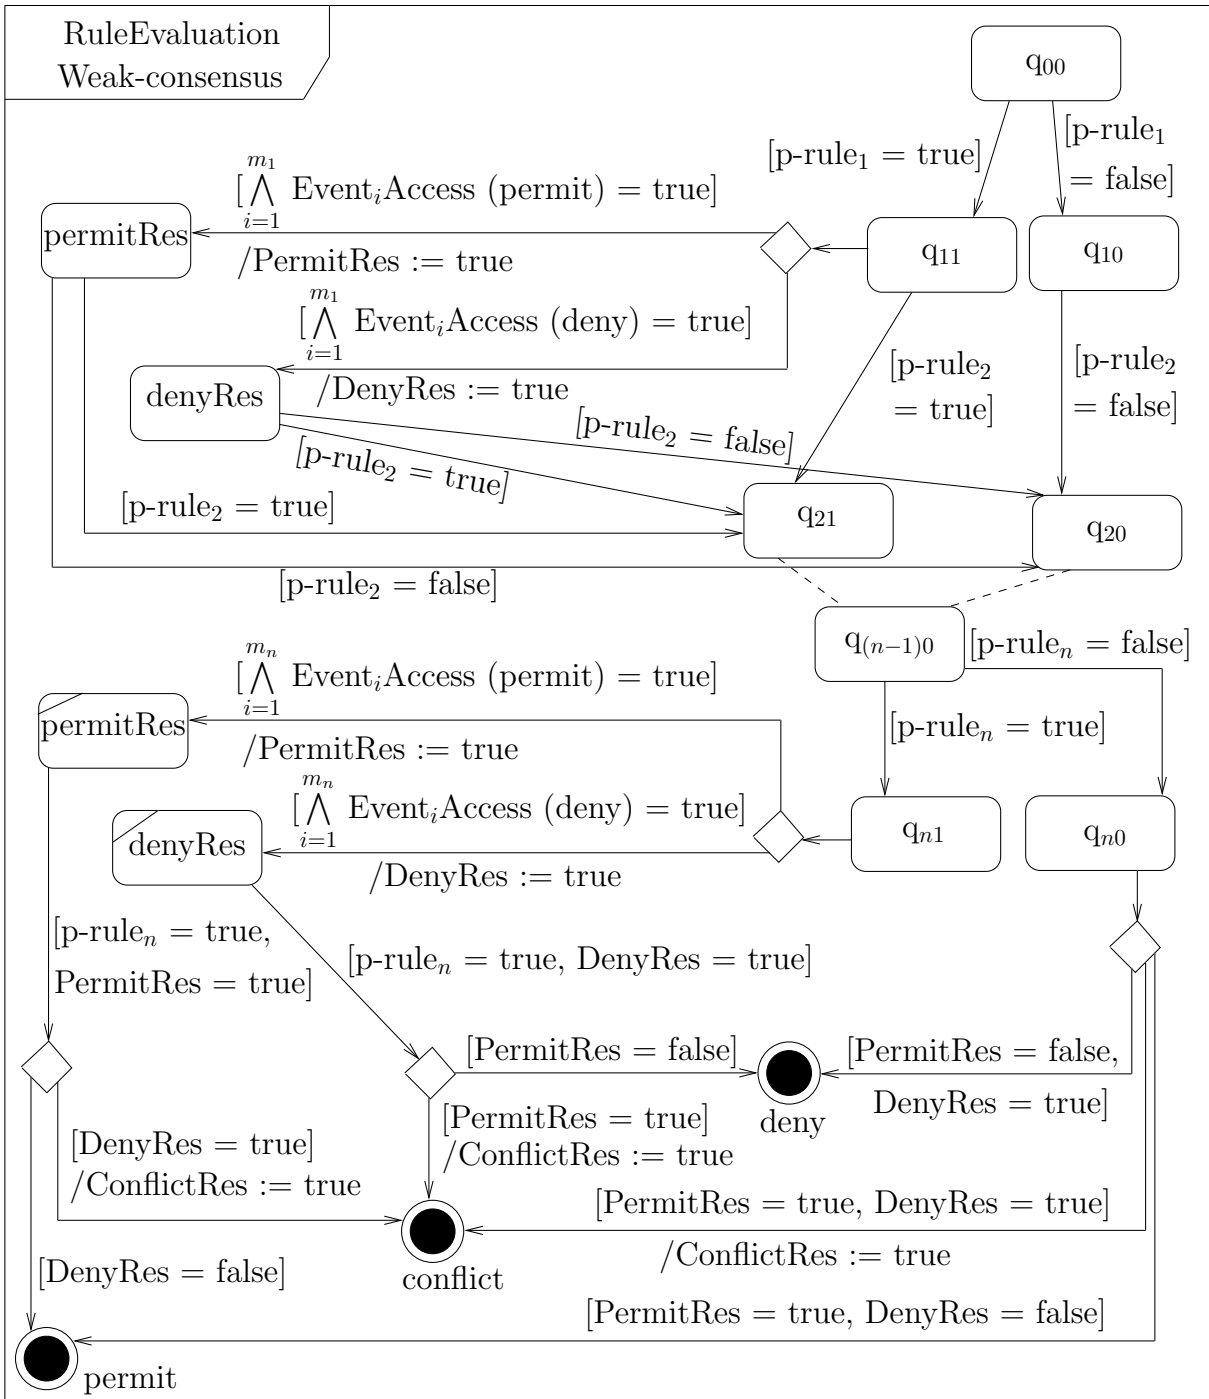 RuleEvaluation
Weak-consensus
q₀₀
[p-rule₁ = true]
[p-rule₁
= false]
[⋀ᵢ₌₁^{m₁} EventᵢAccess (permit) = true]
/PermitRes := true
permitRes
q₁₁
q₁₀
[⋀ᵢ₌₁^{m₁} EventᵢAccess (deny) = true]
/DenyRes := true
denyRes
[p-rule₂
= true]
[p-rule₂
= false]
[p-rule₂ = false]
[p-rule₂ = true]
[p-rule₂ = true]
q₂₁
q₂₀
[p-rule₂ = false]
q₍ₙ₋₁₎₀
[p-ruleₙ = false]
[⋀ᵢ₌₁^{mₙ} EventᵢAccess (permit) = true]
/PermitRes := true
permitRes
[p-ruleₙ = true]
[⋀ᵢ₌₁^{mₙ} EventᵢAccess (deny) = true]
/DenyRes := true
denyRes
qₙ₁
qₙ₀
[p-ruleₙ = true,
PermitRes = true]
[p-ruleₙ = true, DenyRes = true]
[PermitRes = false]
[PermitRes = false,
DenyRes = true]
deny
[PermitRes = true]
/ConflictRes := true
[DenyRes = true]
/ConflictRes := true
[PermitRes = true, DenyRes = true]
/ConflictRes := true
conflict
[DenyRes = false]
[PermitRes = true, DenyRes = false]
permit